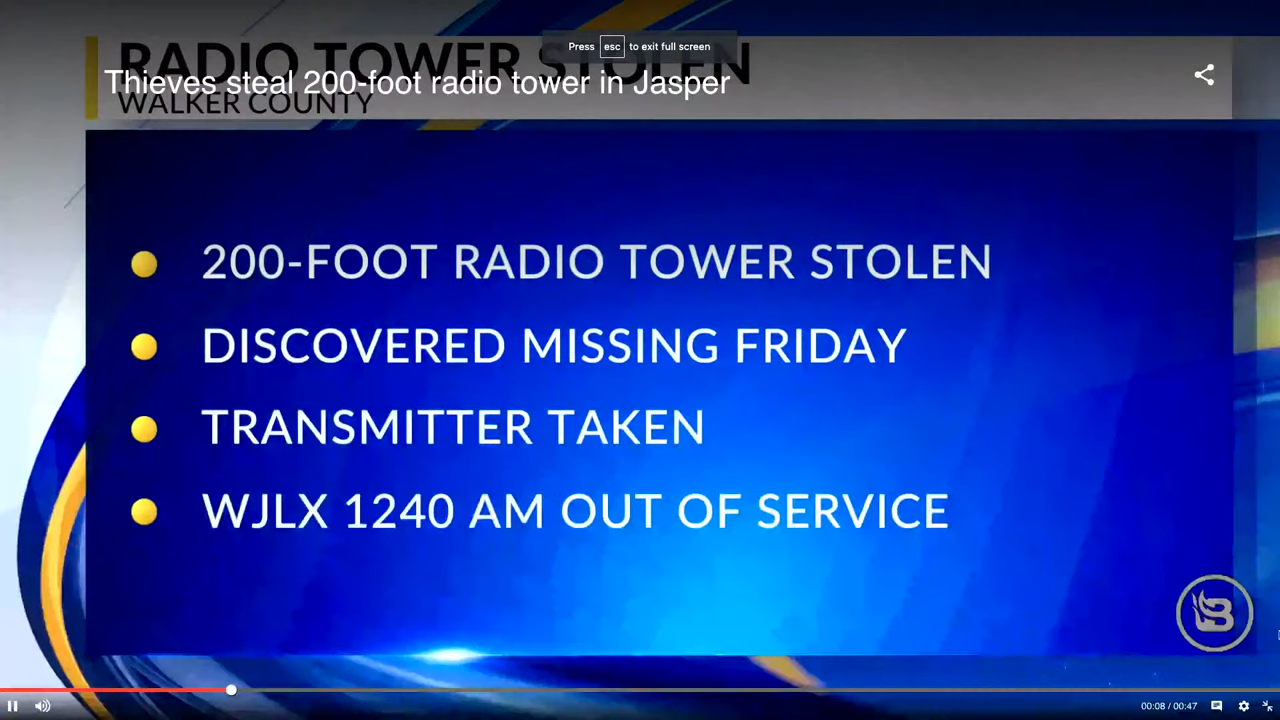 Press esc to exit full screen
RADIO TOWER STOLEN
Thieves steal 200-foot radio tower in Jasper
WALKER COUNTY
200-FOOT RADIO TOWER STOLEN
DISCOVERED MISSING FRIDAY
TRANSMITTER TAKEN
WJLX 1240 AM OUT OF SERVICE
B
00:08 / 00:47